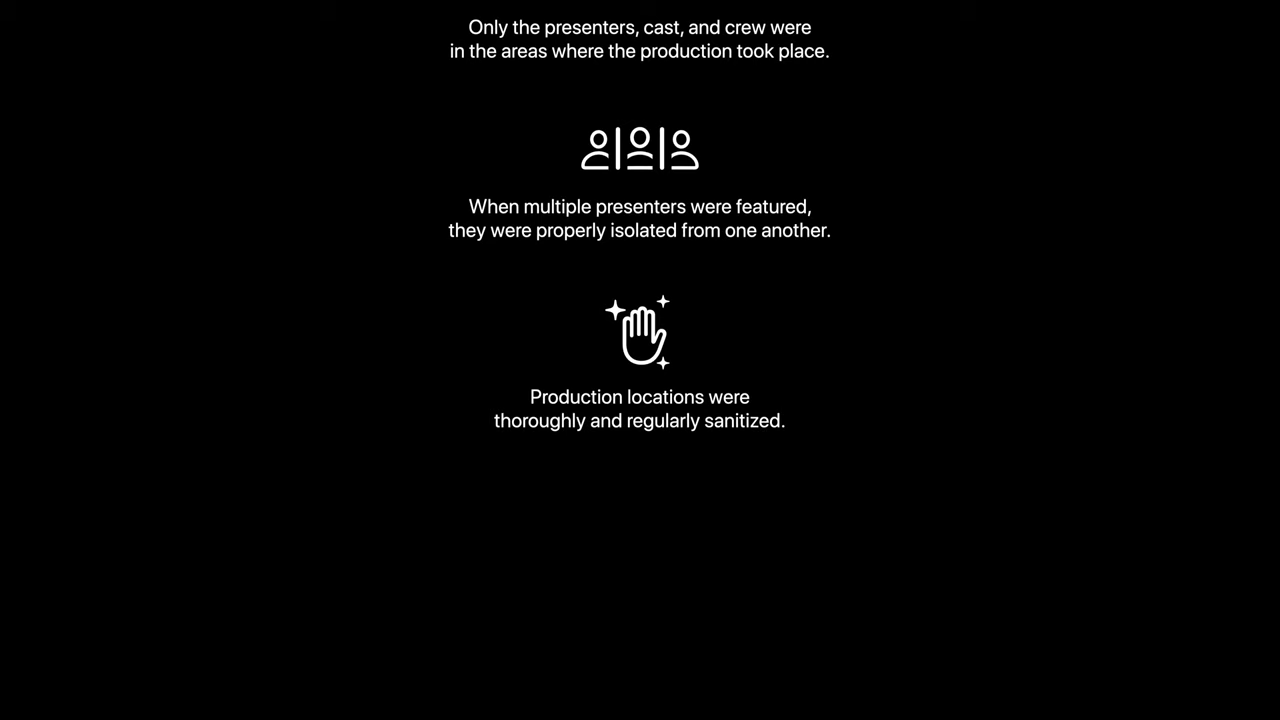 Only the presenters, cast, and crew were
in the areas where the production took place.
When multiple presenters were featured,
they were properly isolated from one another.
Production locations were
thoroughly and regularly sanitized.